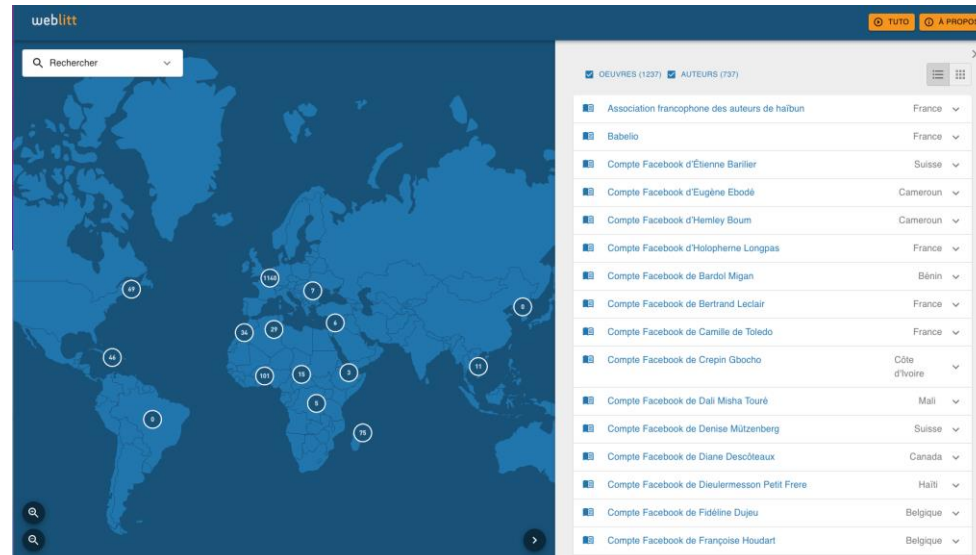 weblitt
TUTO
À PROPOS
Rechercher
OEUVRES (1237) AUTEURS (737)
Association francophone des auteurs de haïbun France
Babelio France
Compte Facebook d'Étienne Barilier Suisse
Compte Facebook d'Eugène Ebodé Cameroun
Compte Facebook d'Hemley Boum Cameroun
Compte Facebook d'Holopherne Longpas France
Compte Facebook de Bardol Migan Bénin
Compte Facebook de Bertrand Leclair France
Compte Facebook de Camille de Toledo France
Compte Facebook de Crepin Gbocho Côte
d'Ivoire
Compte Facebook de Dali Misha Touré Mali
Compte Facebook de Denise Mützenberg Suisse
Compte Facebook de Diane Descôteaux Canada
Compte Facebook de Dieulermesson Petit Frere Haïti
Compte Facebook de Fidéline Dujeu Belgique
Compte Facebook de Françoise Houdart Belgique
1148
69
7
6
34
29
46
101
15
3
11
5
75